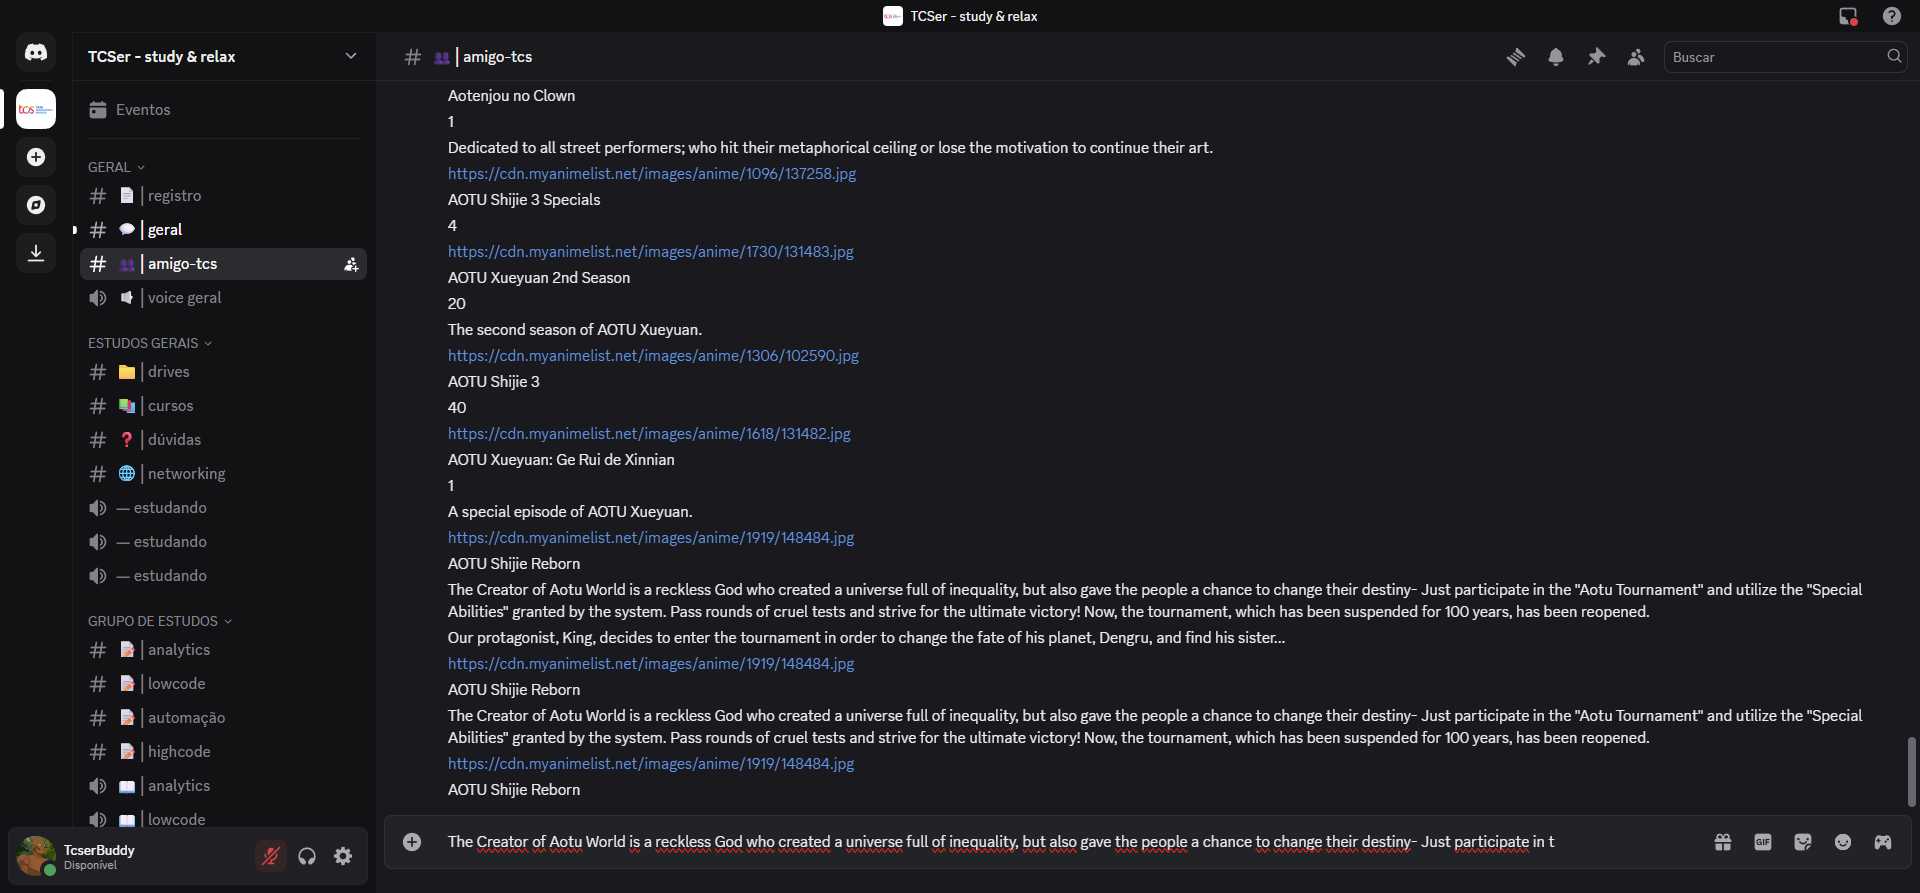 TCSer - study & relax
TCSer - study & relax
# | amigo-tcs
Buscar
Eventos
GERAL
| registro
| geral
| amigo-tcs
| voice geral
ESTUDOS GERAIS
| drives
| cursos
| dúvidas
| networking
— estudando
— estudando
— estudando
GRUPO DE ESTUDOS
| analytics
| lowcode
| automação
| highcode
| analytics
| lowcode
TcserBuddy
Disponível
Aotenjou no Clown
1
Dedicated to all street performers; who hit their metaphorical ceiling or lose the motivation to continue their art.
https://cdn.myanimelist.net/images/anime/1096/137258.jpg
AOTU Shijie 3 Specials
4
https://cdn.myanimelist.net/images/anime/1730/131483.jpg
AOTU Xueyuan 2nd Season
20
The second season of AOTU Xueyuan.
https://cdn.myanimelist.net/images/anime/1306/102590.jpg
AOTU Shijie 3
40
https://cdn.myanimelist.net/images/anime/1618/131482.jpg
AOTU Xueyuan: Ge Rui de Xinnian
1
A special episode of AOTU Xueyuan.
https://cdn.myanimelist.net/images/anime/1919/148484.jpg
AOTU Shijie Reborn
The Creator of Aotu World is a reckless God who created a universe full of inequality, but also gave the people a chance to change their destiny- Just participate in the "Aotu Tournament" and utilize the "Special
Abilities" granted by the system. Pass rounds of cruel tests and strive for the ultimate victory! Now, the tournament, which has been suspended for 100 years, has been reopened.
Our protagonist, King, decides to enter the tournament in order to change the fate of his planet, Dengru, and find his sister...
https://cdn.myanimelist.net/images/anime/1919/148484.jpg
AOTU Shijie Reborn
The Creator of Aotu World is a reckless God who created a universe full of inequality, but also gave the people a chance to change their destiny- Just participate in the "Aotu Tournament" and utilize the "Special
Abilities" granted by the system. Pass rounds of cruel tests and strive for the ultimate victory! Now, the tournament, which has been suspended for 100 years, has been reopened.
https://cdn.myanimelist.net/images/anime/1919/148484.jpg
AOTU Shijie Reborn
The Creator of Aotu World is a reckless God who created a universe full of inequality, but also gave the people a chance to change their destiny- Just participate in t
GIF